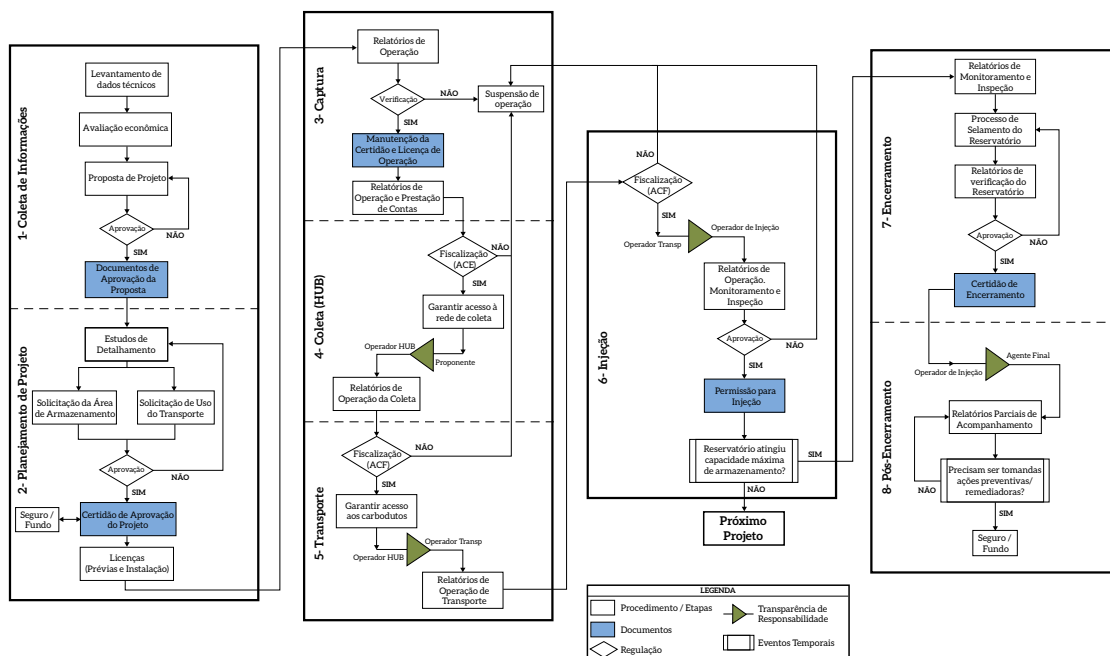 1- Coleta de Informações
Levantamento de
dados técnicos
Avaliação econômica
Proposta de Projeto
Aprovação
NÃO
SIM
Documentos de
Aprovação da
Proposta
2- Planejamento de Projeto
Estudos de
Detalhamento
Solicitação da Área
de Armazenamento
Solicitação de Uso
do Transporte
Aprovação
NÃO
SIM
Seguro /
Fundo
Certidão de Aprovação
do Projeto
Licenças
(Prévias e Instalação)
3- Captura
Relatórios de
Operação
Verificação
NÃO
Suspensão de
operação
SIM
Manutenção da
Certidão e Licença de
Operação
Relatórios de
Operação e Prestação
de Contas
4- Coleta (HUB)
Fiscalização
(ACE)
NÃO
SIM
Garantir acesso à
rede de coleta
Operador HUB
Proponente
Relatórios de
Operação da Coleta
5- Transporte
Fiscalização
(ACF)
NÃO
SIM
Garantir acesso
aos carbodutos
Operador Transp
Operador HUB
Relatórios de
Operação de
Transporte
6- Injeção
NÃO
Fiscalização
(ACF)
SIM
Operador de Injeção
Operador Transp
Relatórios de
Operação.
Monitoramento e
Inspeção
Aprovação
NÃO
SIM
Permissão para
Injeção
Reservatório atingiu
capacidade máxima
de armazenamento?
SIM
NÃO
Próximo
Projeto
7- Encerramento
Relatórios de
Monitoramento e
Inspeção
Processo de
Selamento do
Reservatório
Relatórios de
verificação do
Reservatório
Aprovação
NÃO
SIM
Certidão de
Encerramento
8- Pós-Encerramento
Agente Final
Operador de Injeção
Relatórios Parciais de
Acompanhamento
Precisam ser tomandas
ações preventivas/
remediadoras?
NÃO
SIM
Seguro /
Fundo
LEGENDA
Procedimento / Etapas
Documentos
Regulação
Transparência de
Responsabilidade
Eventos Temporais